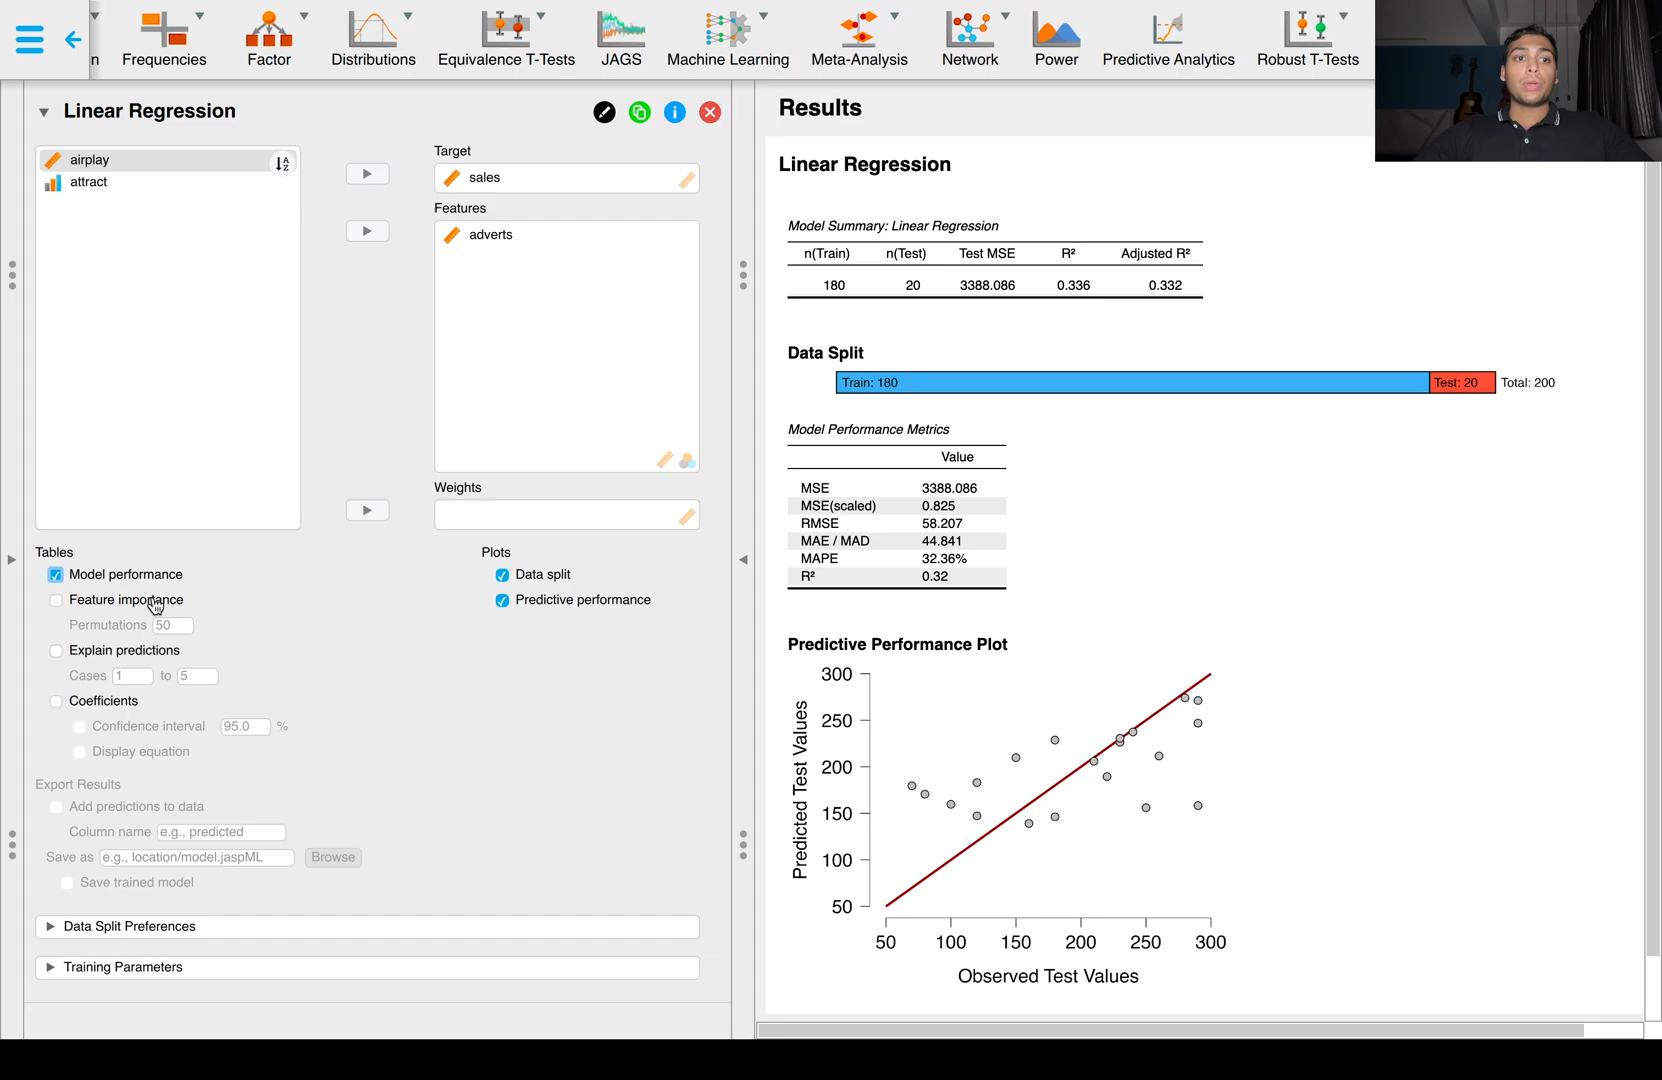 n
Frequencies
Factor
Distributions
Equivalence T-Tests
JAGS
Machine Learning
Meta-Analysis
Network
Power
Predictive Analytics
Robust T-Tests
Linear Regression
airplay
attract
Target
sales
Features
adverts
Weights
Tables
Model performance
Feature importance
Permutations 50
Explain predictions
Cases 1 to 5
Coefficients
Confidence interval 95.0 %
Display equation
Plots
Data split
Predictive performance
Export Results
Add predictions to data
Column name e.g., predicted
Save as e.g., location/model.jaspML Browse
Save trained model
Data Split Preferences
Training Parameters
Results
Linear Regression
Model Summary: Linear Regression
n(Train) n(Test) Test MSE R² Adjusted R²
180 20 3388.086 0.336 0.332
Data Split
Train: 180 Test: 20 Total: 200
Model Performance Metrics
Value
MSE 3388.086
MSE(scaled) 0.825
RMSE 58.207
MAE / MAD 44.841
MAPE 32.36%
R² 0.32
Predictive Performance Plot
Predicted Test Values
300
250
200
150
100
50
50 100 150 200 250 300
Observed Test Values